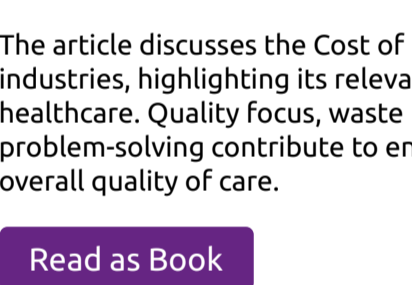 The article discusses the Cost of
industries, highlighting its releva
healthcare. Quality focus, waste
problem-solving contribute to en
overall quality of care.
Read as Book